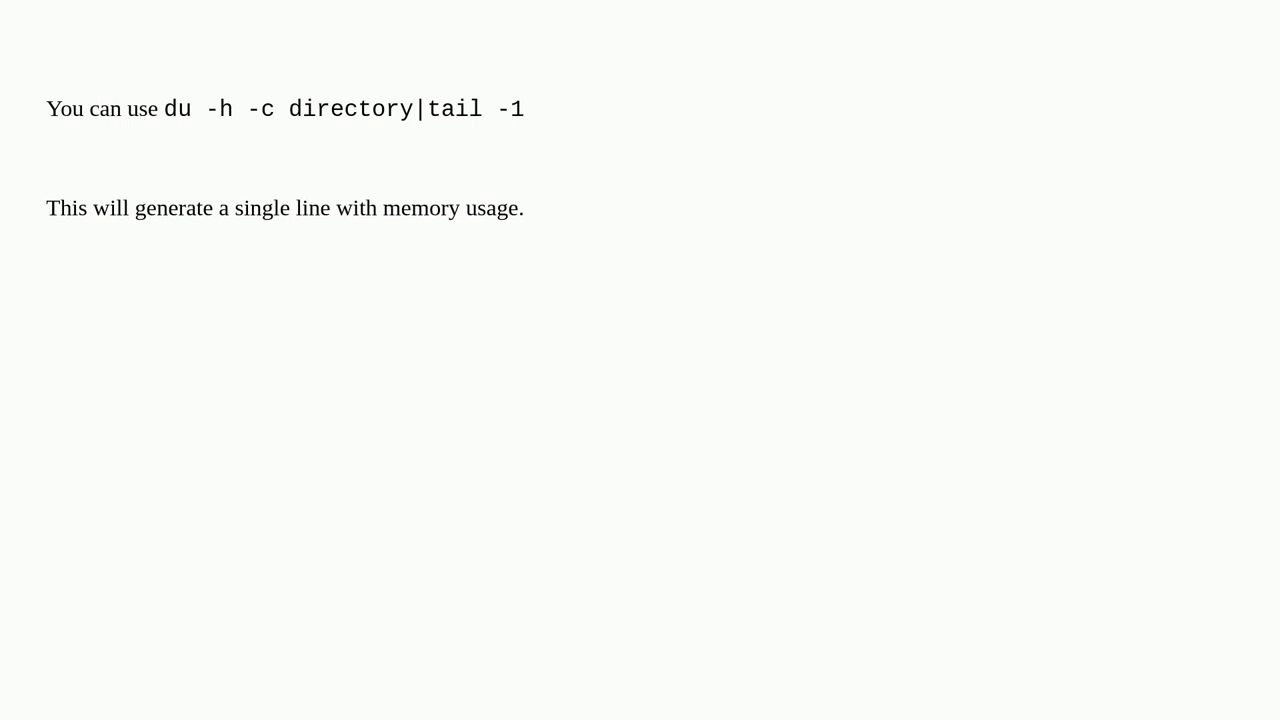 You can use du -h -c directory|tail -1
This will generate a single line with memory usage.